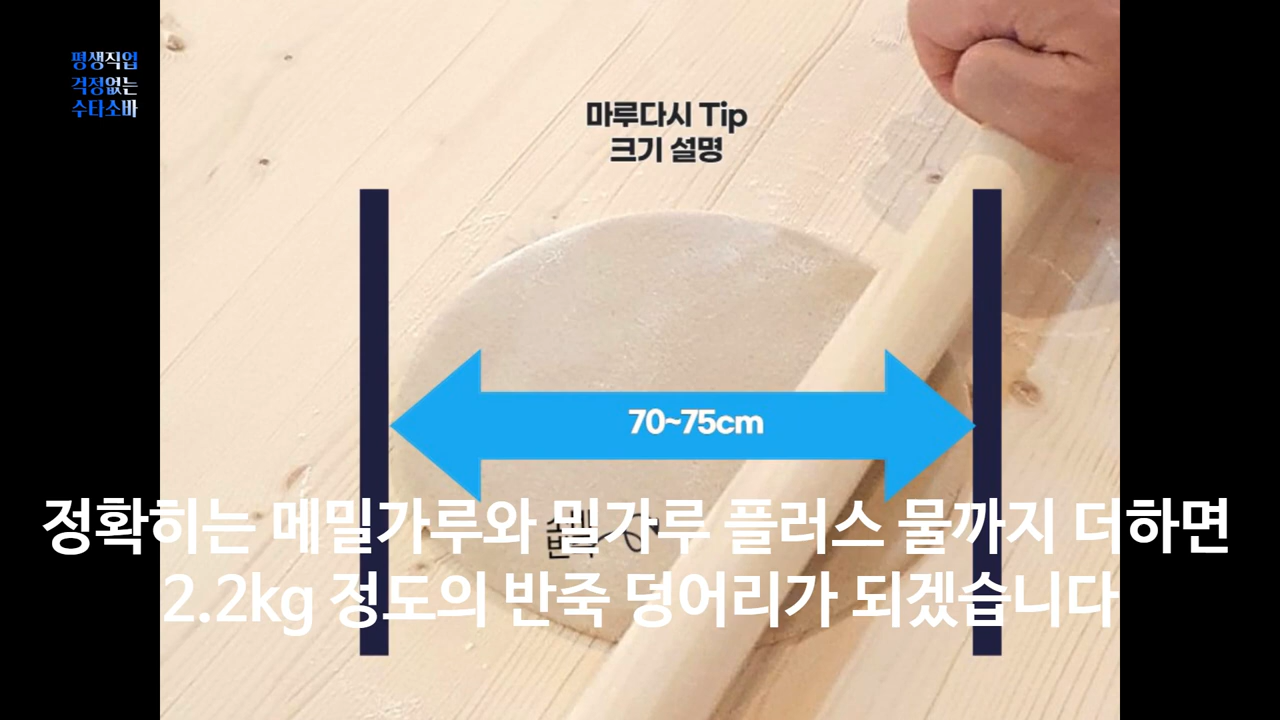 평생직업
걱정없는
수타소바
마루다시 Tip
크기 설명
70~75cm
정확히는 메밀가루와 밀가루 플러스 물까지 더하면
2.2kg 정도의 반죽 덩어리가 되겠습니다